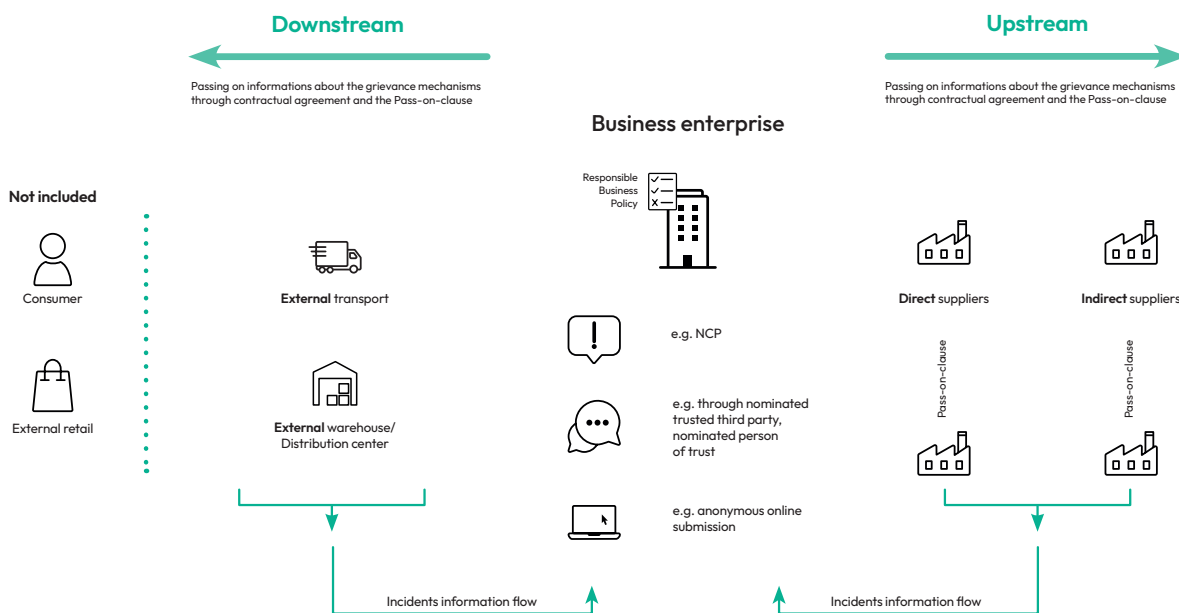 Downstream
Upstream
Passing on informations about the grievance mechanisms
through contractual agreement and the Pass-on-clause
Passing on informations about the grievance mechanisms
through contractual agreement and the Pass-on-clause
Business enterprise
Responsible
Business
Policy
Not included
Consumer
External transport
Direct suppliers
Indirect suppliers
e.g. NCP
Pass-on-clause
Pass-on-clause
External retail
External warehouse/
Distribution center
e.g. through nominated
trusted third party,
nominated person
of trust
e.g. anonymous online
submission
Incidents information flow
Incidents information flow